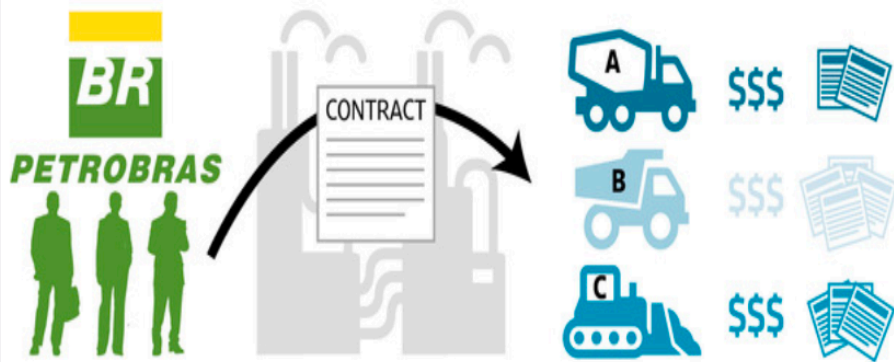 BR
PETROBRAS
CONTRACT
A $$$
B $$$
C $$$